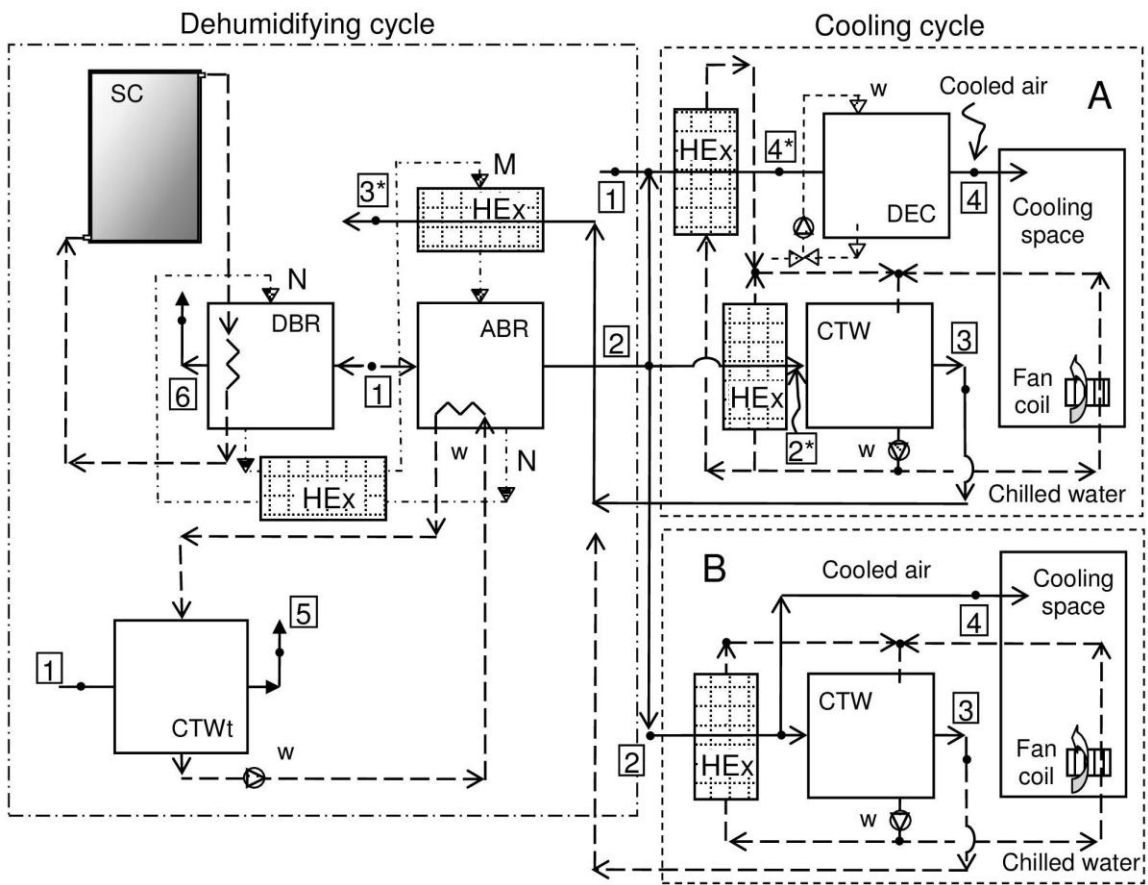 Dehumidifying cycle
Cooling cycle
SC
M
3*
HEx
N
DBR
ABR
6
1
2
w
N
HEx
1
5
CTWt
w
w
Cooled air
A
HEx
1
4*
4
DEC
Cooling
space
CTW
3
HEx
2*
w
Fan
coil
Chilled water
B
Cooled air
4
Cooling
space
CTW
3
2
HEx
w
Fan
coil
Chilled water